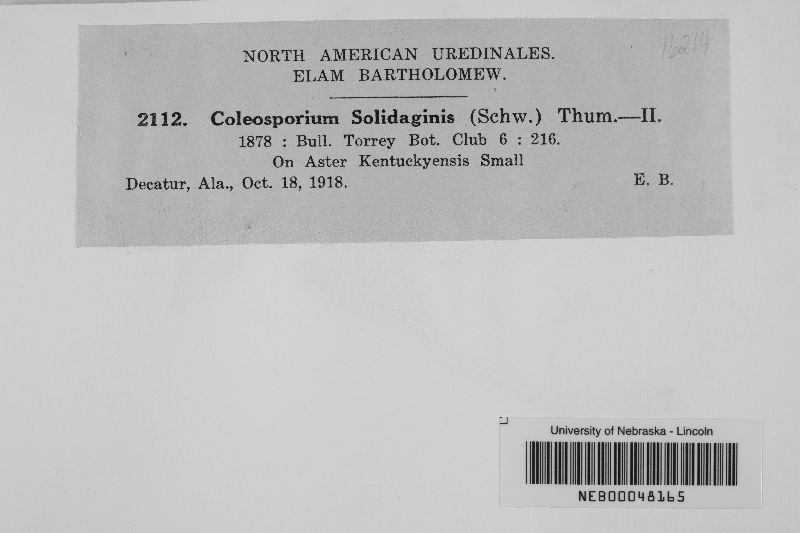 16214
NORTH AMERICAN UREDINALES.
ELAM BARTHOLOMEW.
2112. Coleosporium Solidaginis (Schw.) Thum.—II.
1878 : Bull. Torrey Bot. Club 6 : 216.
On Aster Kentuckyensis Small
Decatur, Ala., Oct. 18, 1918. E. B.
University of Nebraska - Lincoln
NEB00048165